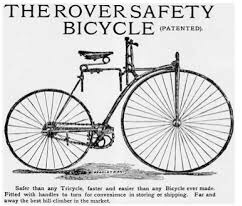 THE ROVER SAFETY
BICYCLE (PATENTED).
Safer than any Tricycle, faster and easier than any Bicycle ever made.
Fitted with handles to turn for convenience in storing or shipping. Far and
away the best hill-climber in the market.